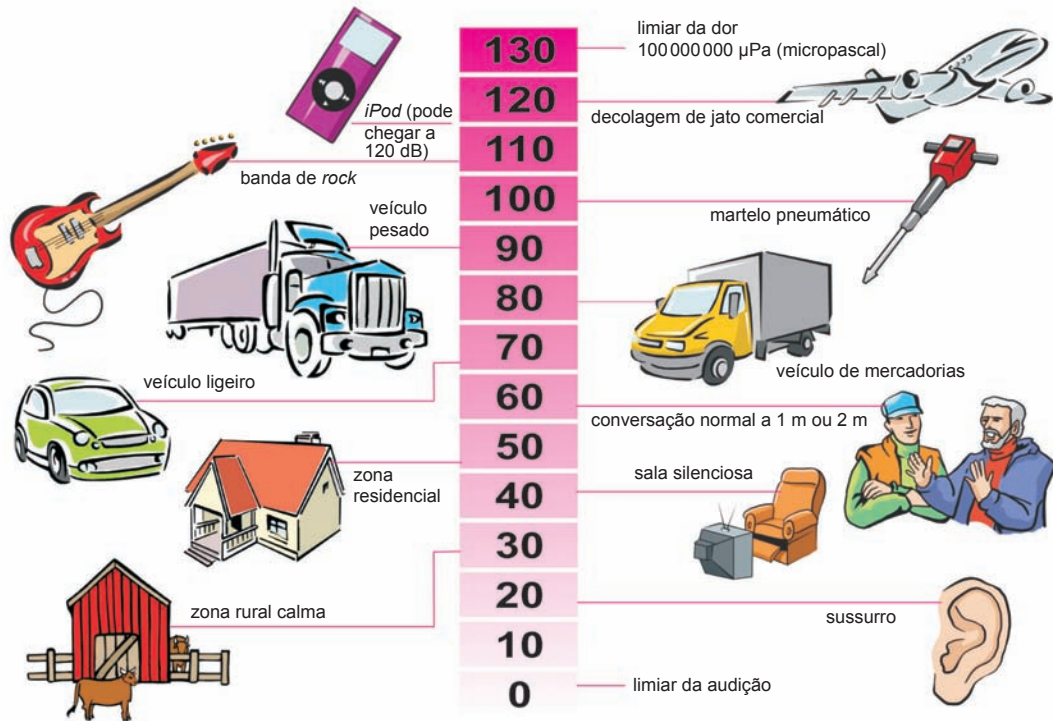 130
limiar da dor
100 000 000 µPa (micropascal)
120
decolagem de jato comercial
iPod (pode
chegar a
120 dB)
110
banda de rock
100
martelo pneumático
veículo
pesado
90
80
veículo de mercadorias
70
veículo ligeiro
60
conversação normal a 1 m ou 2 m
50
zona
residencial
40
sala silenciosa
30
zona rural calma
20
sussurro
10
0
limiar da audição